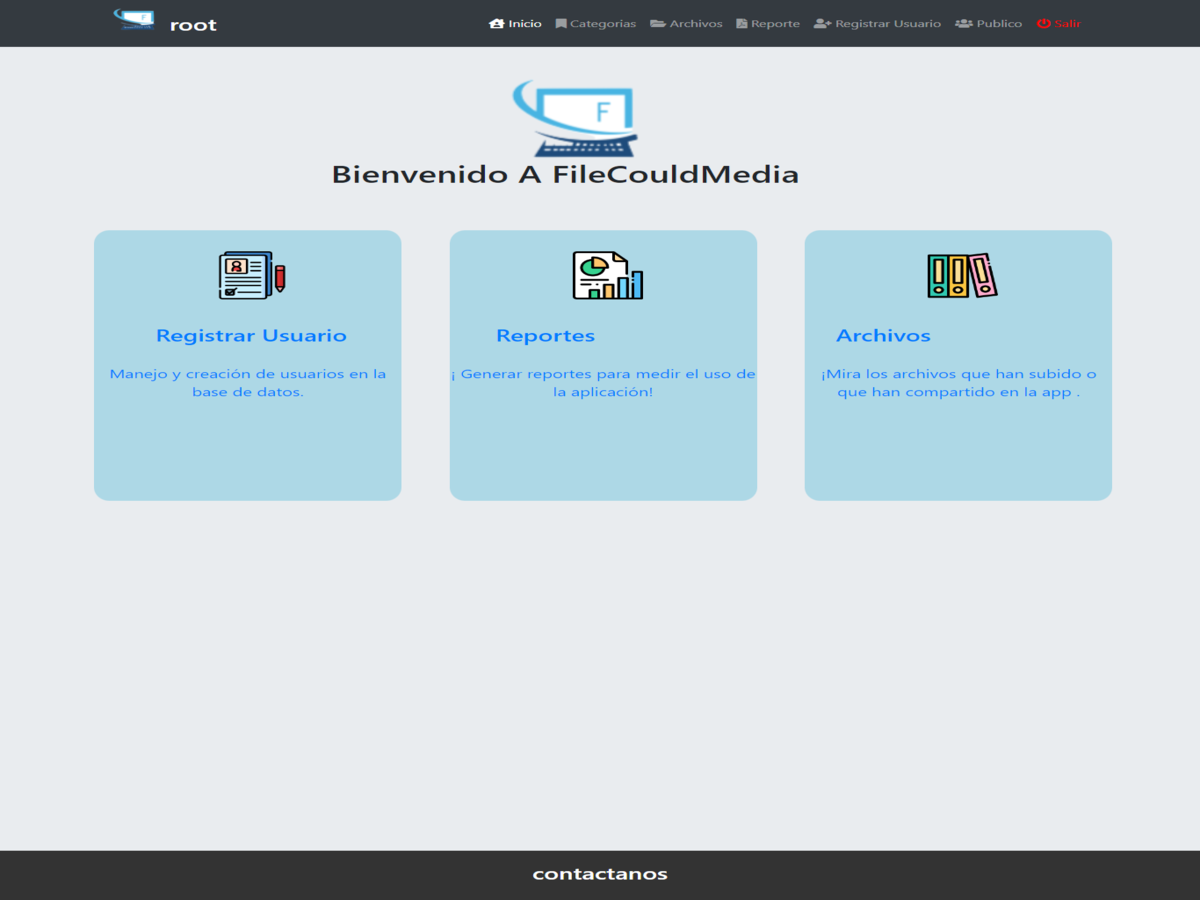 root
Inicio Categorias Archivos Reporte Registrar Usuario Publico Salir
F
Bienvenido A FileCouldMedia
Registrar Usuario
Manejo y creación de usuarios en la
base de datos.
Reportes
¡ Generar reportes para medir el uso de
la aplicación!
Archivos
¡Mira los archivos que han subido o
que han compartido en la app .
contactanos